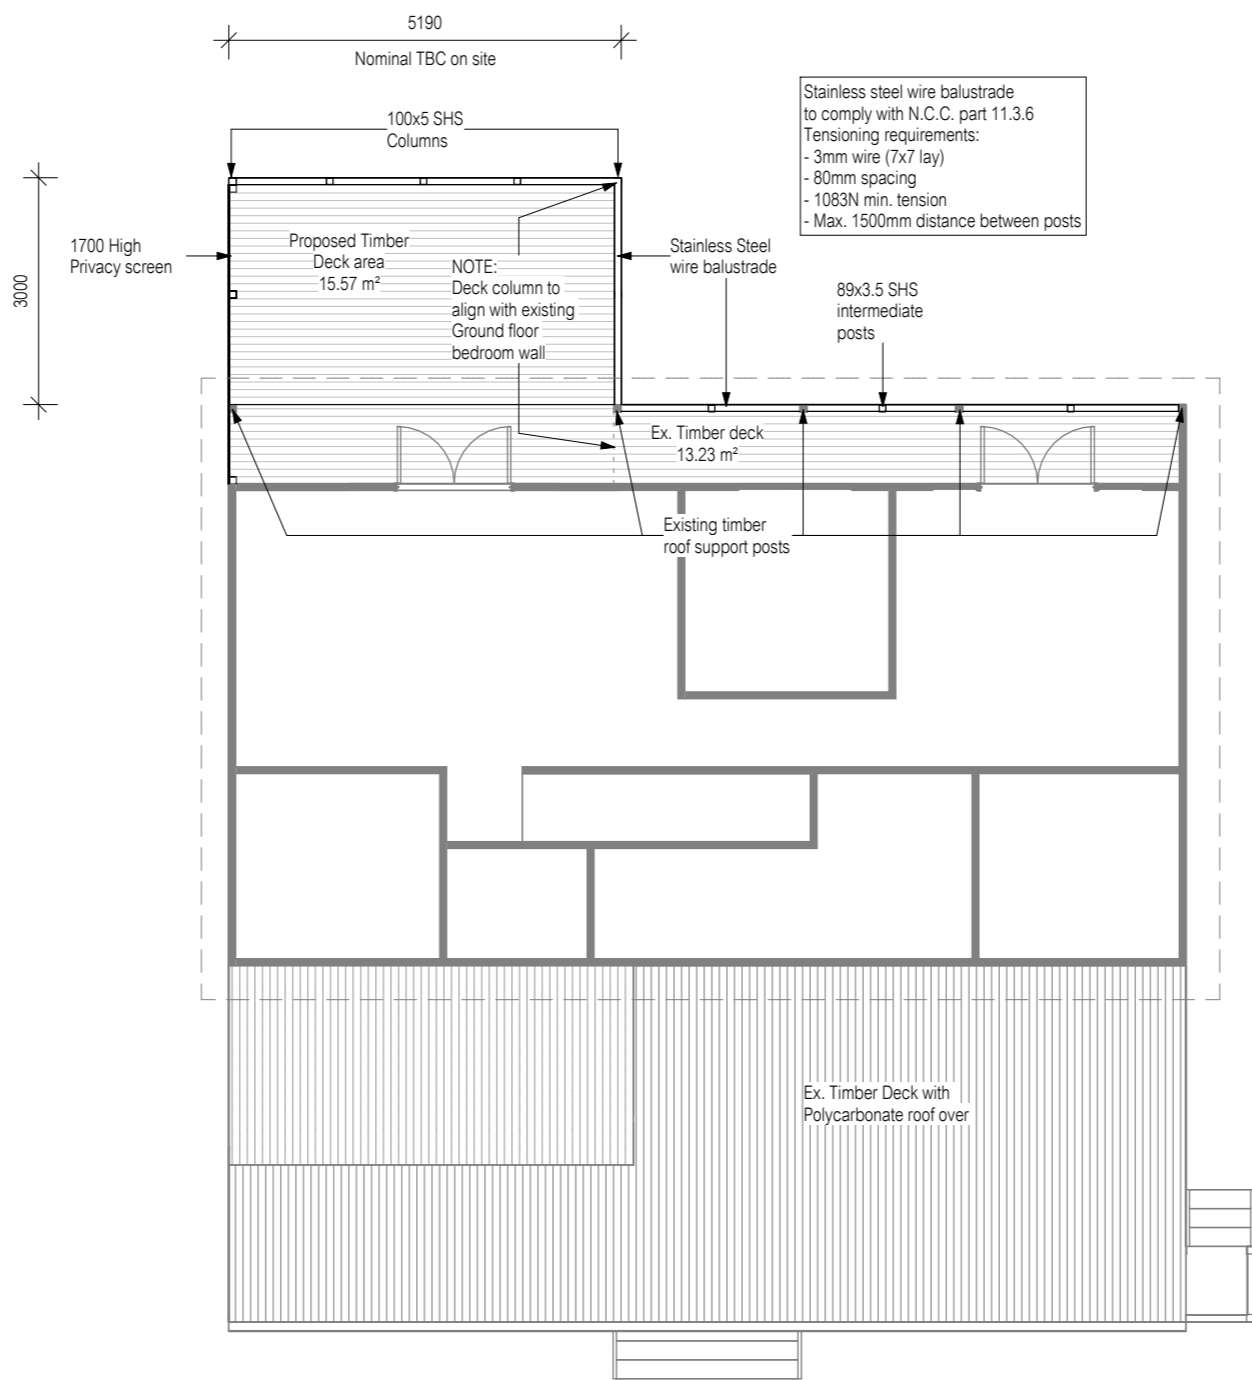 5190
Nominal TBC on site
100x5 SHS
Columns
Stainless steel wire balustrade
to comply with N.C.C. part 11.3.6
Tensioning requirements:
- 3mm wire (7x7 lay)
- 80mm spacing
- 1083N min. tension
- Max. 1500mm distance between posts
3000
1700 High
Privacy screen
Proposed Timber
Deck area
15.57 m²
NOTE:
Deck column to
align with existing
Ground floor
bedroom wall
Stainless Steel
wire balustrade
89x3.5 SHS
intermediate
posts
Ex. Timber deck
13.23 m²
Existing timber
roof support posts
Ex. Timber Deck with
Polycarbonate roof over